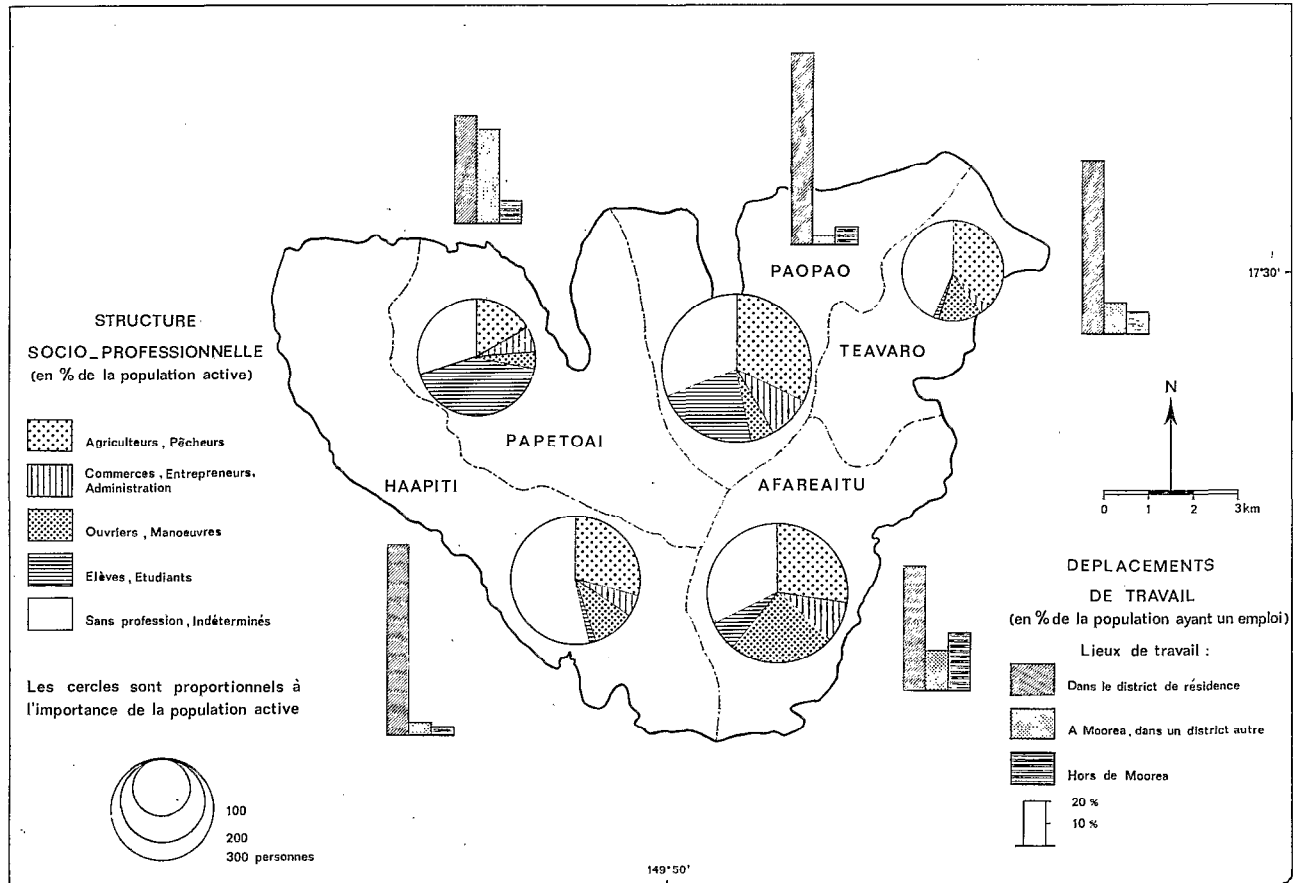 STRUCTURE
SOCIO_PROFESSIONNELLE
(en % de la population active)
Agriculteurs, Pêcheurs
Commerces, Entrepreneurs,
Administration
Ouvriers, Manoeuvres
Elèves, Etudiants
Sans profession, Indéterminés
Les cercles sont proportionnels à
l'importance de la population active
100
200
300 personnes
PAOPAO
TEAVARO
PAPETOAI
HAAPITI
AFAREAITU
149°50'
17°30'
N
0 1 2 3km
DEPLACEMENTS
DE TRAVAIL
(en % de la population ayant un emploi)
Lieux de travail :
Dans le district de résidence
A Moorea, dans un district autre
Hors de Moorea
20 %
10 %